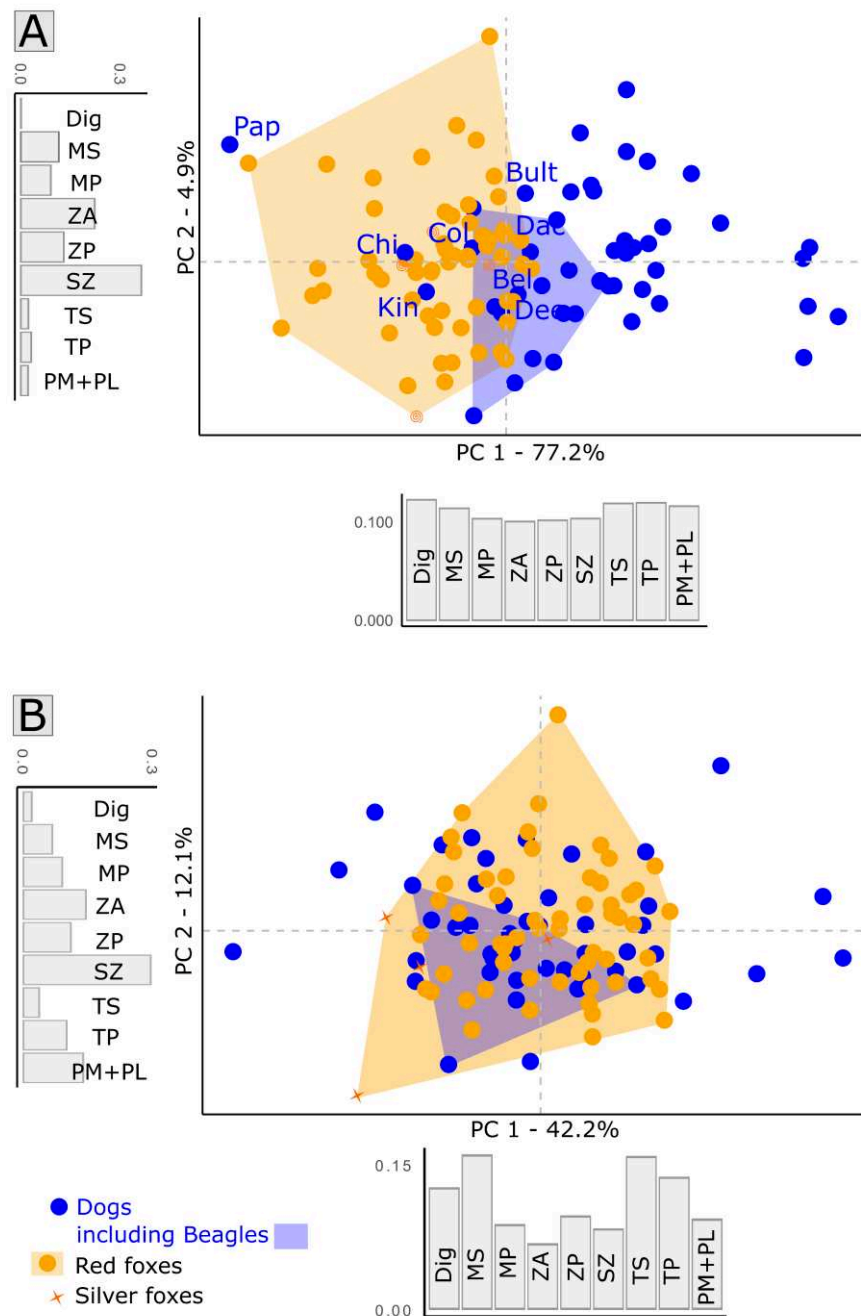 A
0.0
0.3
Dig
MS
MP
ZA
ZP
SZ
TS
TP
PM+PL
PC 2 - 4.9%
Pap
Bult
Dac
Col
Chi
Bel
Kin
Dee
PC 1 - 77.2%
0.100
0.000
Dig
MS
MP
ZA
ZP
SZ
TS
TP
PM+PL
B
0.0
0.3
Dig
MS
MP
ZA
ZP
SZ
TS
TP
PM+PL
PC 2 - 12.1%
PC 1 - 42.2%
0.15
0.00
Dig
MS
MP
ZA
ZP
SZ
TS
TP
PM+PL
Dogs
including Beagles
Red foxes
Silver foxes